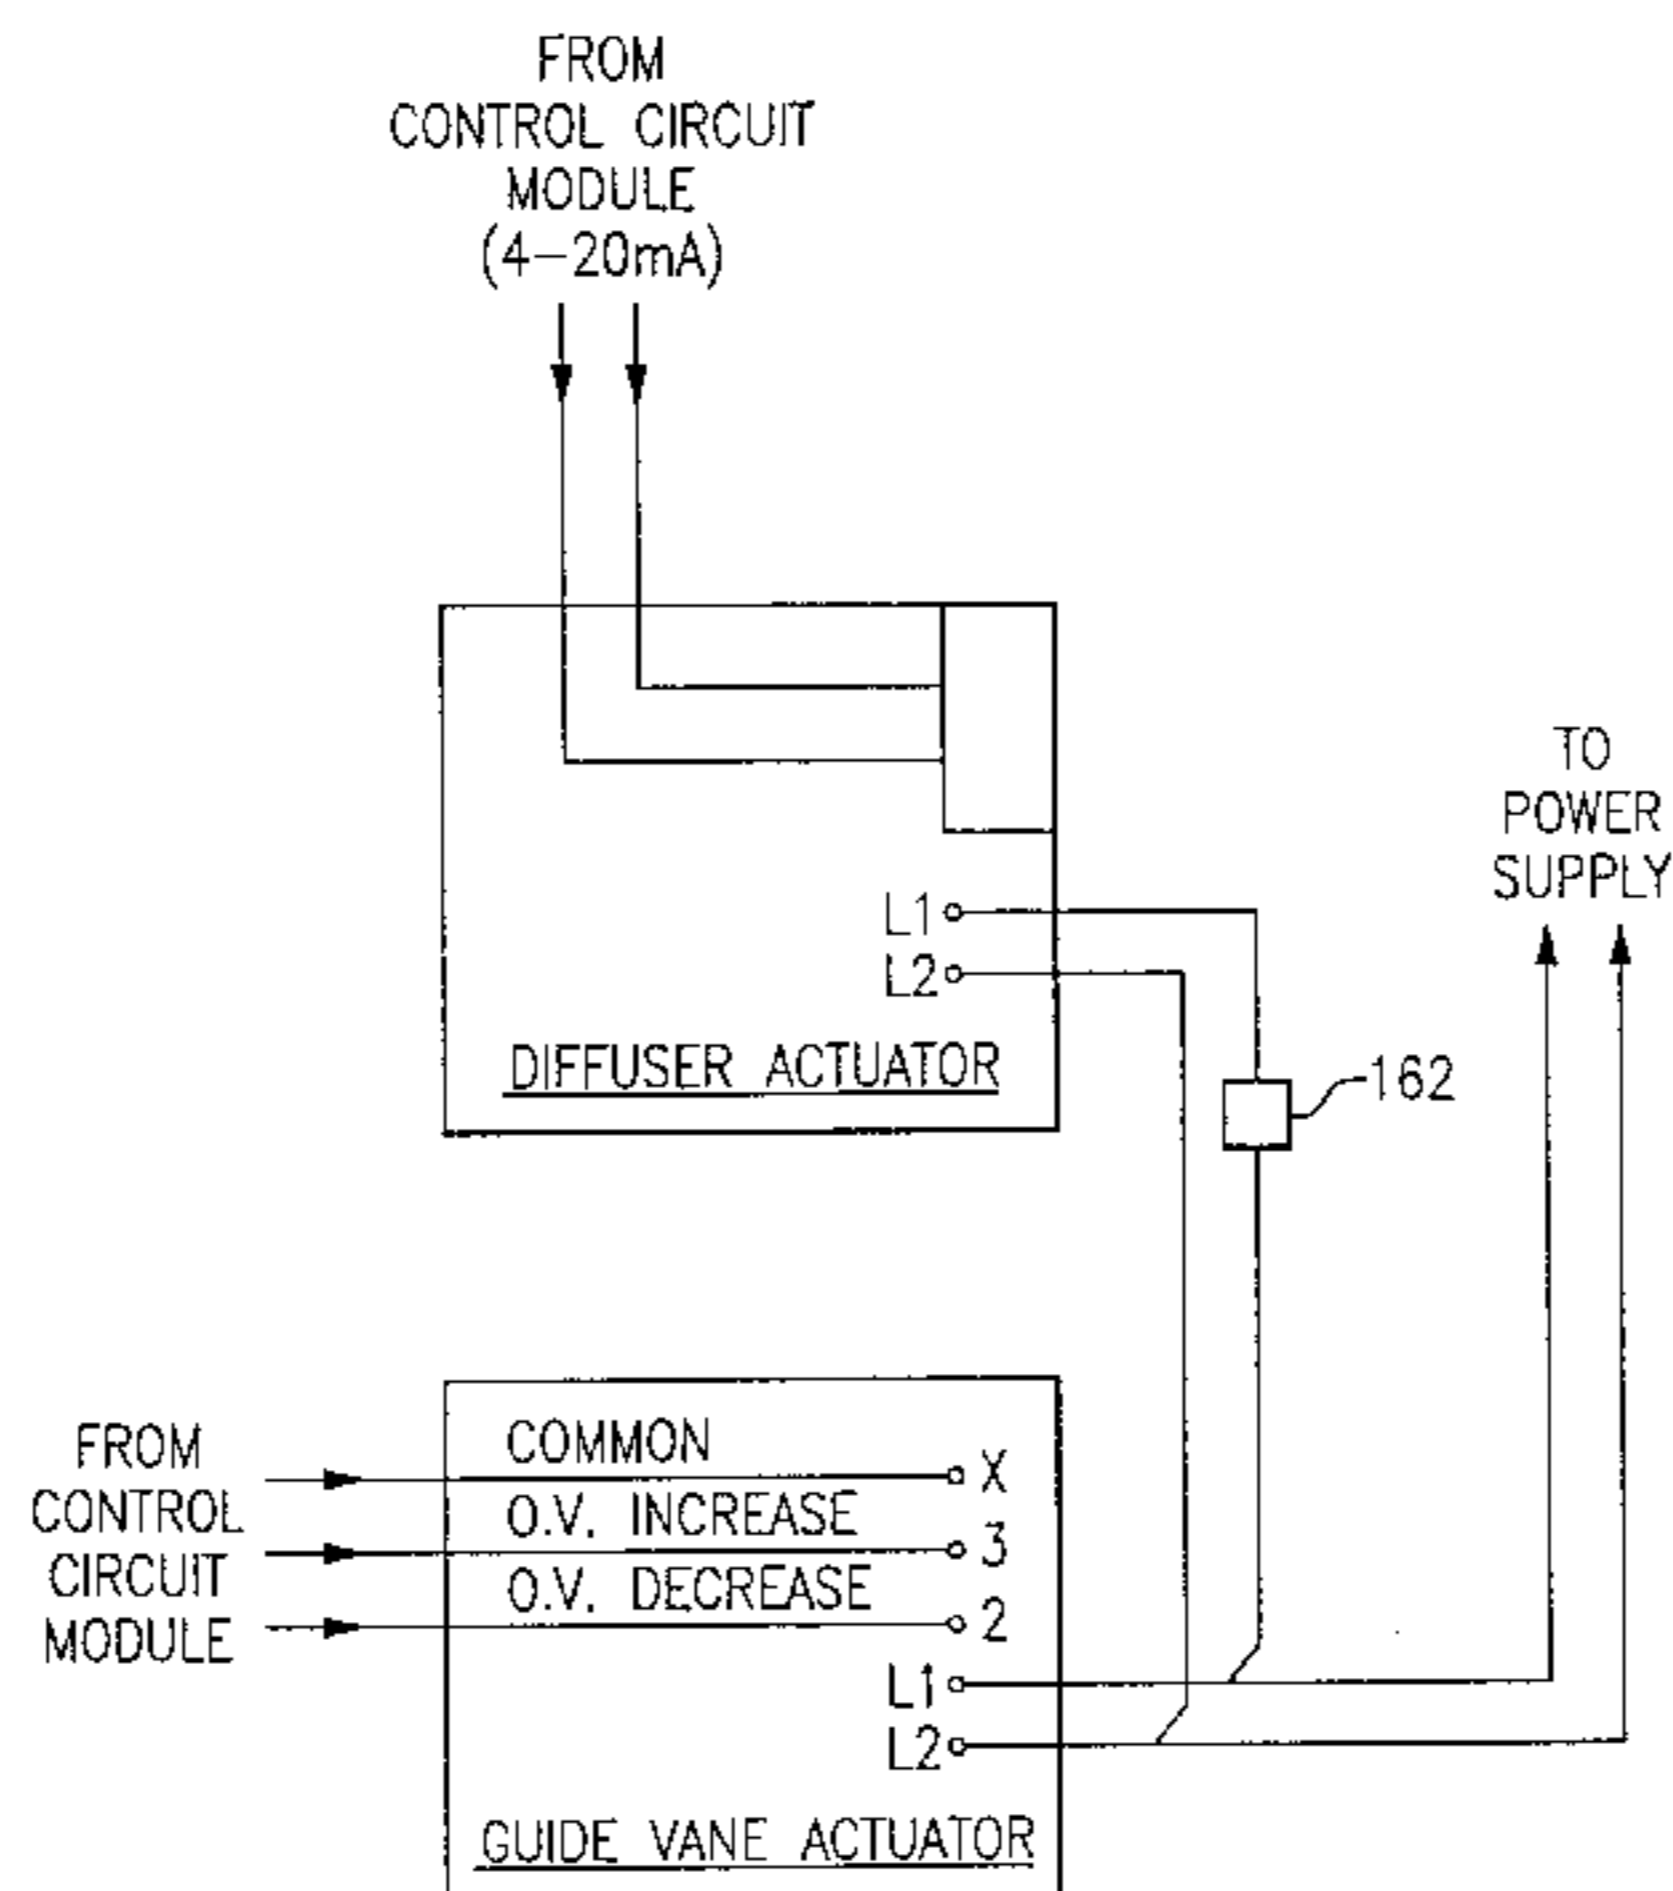 FROM
CONTROL CIRCUIT
MODULE
(4-20mA)
TO
POWER
SUPPLY
L1
L2
DIFFUSER ACTUATOR
162
FROM
CONTROL
CIRCUIT
MODULE
COMMON
X
O.V. INCREASE
3
O.V. DECREASE
2
L1
L2
GUIDE VANE ACTUATOR